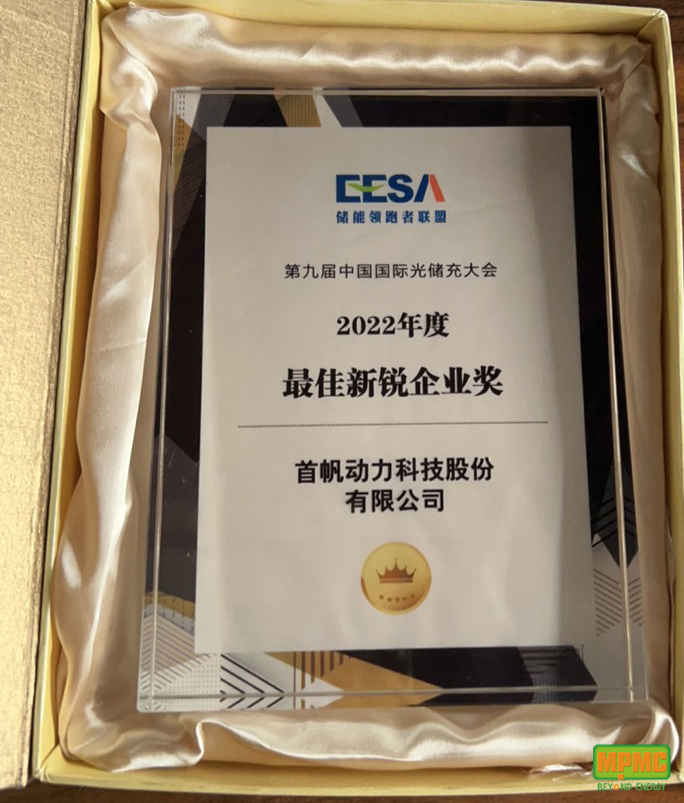 EESA
储能领跑者联盟
第九届中国国际光储充大会
2022年度
最佳新锐企业奖
首帆动力科技股份
有限公司
MPMC
BEYOND ENERGY